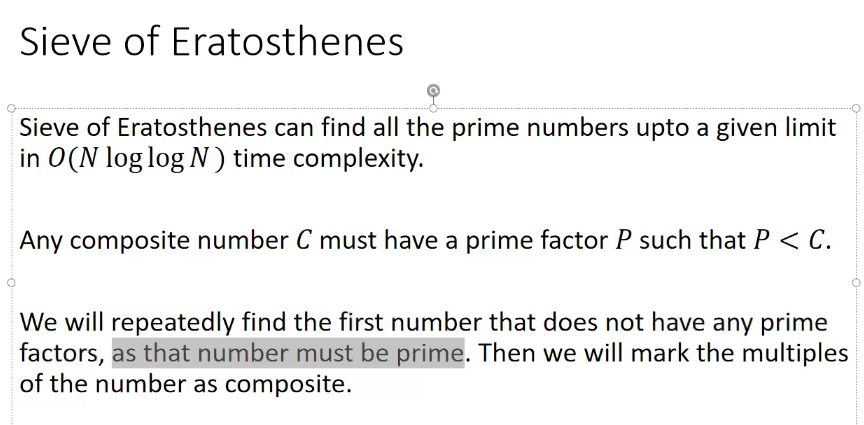 Sieve of Eratosthenes
Sieve of Eratosthenes can find all the prime numbers upto a given limit
in O(N log log N) time complexity.
Any composite number C must have a prime factor P such that P < C.
We will repeatedly find the first number that does not have any prime
factors, as that number must be prime. Then we will mark the multiples
of the number as composite.